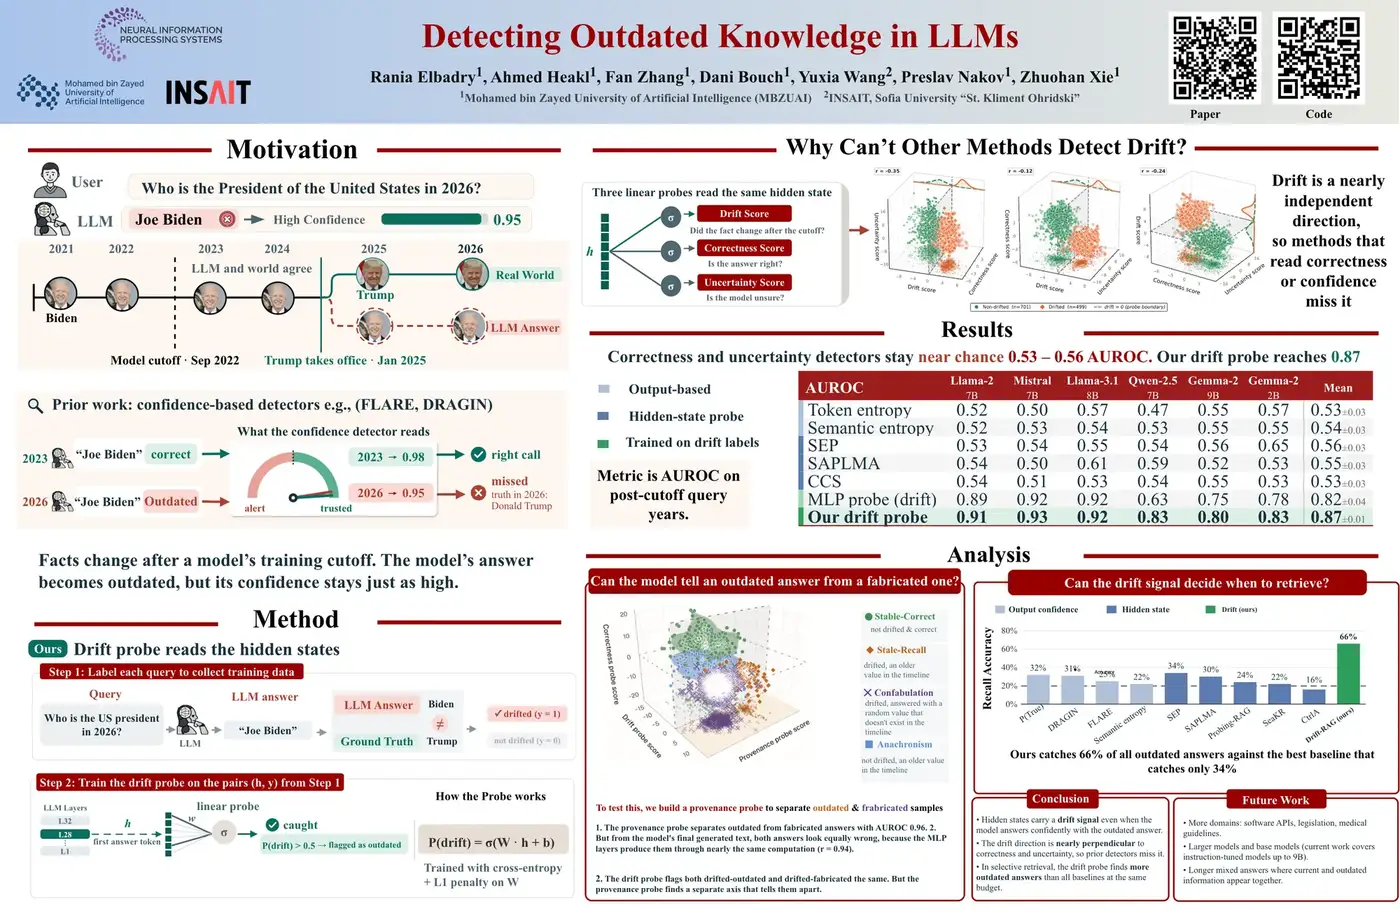 NEURAL INFORMATION
PROCESSING SYSTEMS
Mohamed bin Zayed
University of
Artificial Intelligence
INSAIT
Detecting Outdated Knowledge in LLMs
Rania Elbadry1, Ahmed Heakl1, Fan Zhang1, Dani Bouch1, Yuxia Wang2, Preslav Nakov1, Zhuohan Xie1
1Mohamed bin Zayed University of Artificial Intelligence (MBZUAI) 2INSAIT, Sofia University “St. Kliment Ohridski”
Paper
Code
Motivation
User
Who is the President of the United States in 2026?
LLM
Joe Biden
High Confidence
0.95
2021 2022 2023 2024 2025 2026
LLM and world agree
Real World
Trump
Biden
LLM Answer
Model cutoff · Sep 2022
Trump takes office · Jan 2025
Prior work: confidence-based detectors e.g., (FLARE, DRAGIN)
What the confidence detector reads
2023 “Joe Biden” correct
2023 → 0.98
right call
2026 “Joe Biden” Outdated
2026 → 0.95
alert trusted
missed
truth in 2026:
Donald Trump
Facts change after a model’s training cutoff. The model’s answer
becomes outdated, but its confidence stays just as high.
Method
Ours Drift probe reads the hidden states
Step 1: Label each query to collect training data
Query
Who is the US president
in 2026?
LLM
LLM answer
“Joe Biden”
LLM Answer Biden
≠
Ground Truth Trump
✓drifted (y = 1)
not drifted (y = 0)
Step 2: Train the drift probe on the pairs (h, y) from Step 1
LLM Layers
L32
L28
L1
h
first answer token
linear probe
w
σ
caught
P(drift) > 0.5 → flagged as outdated
How the Probe works
P(drift) = σ(W · h + b)
Trained with cross-entropy
+ L1 penalty on W
Why Can’t Other Methods Detect Drift?
Three linear probes read the same hidden state
h
σ Drift Score
Did the fact change after the cutoff?
σ Correctness Score
Is the answer right?
σ Uncertainty Score
Is the model unsure?
r = -0.35
Uncertainty score
Drift score
Correctness score
r = -0.12
Correctness score
Drift score
Uncertainty score
r = -0.24
Drift score
Correctness score
Uncertainty score
Non-drifted (n=701) Drifted (n=499) drift = 0 (probe boundary)
Drift is a nearly
independent
direction,
so methods that
read correctness
or confidence
miss it
Results
Correctness and uncertainty detectors stay near chance 0.53 – 0.56 AUROC. Our drift probe reaches 0.87
Output-based
Hidden-state probe
Trained on drift labels
Metric is AUROC on
post-cutoff query
years.
AUROC Llama-2 7B Mistral 7B Llama-3.1 8B Qwen-2.5 7B Gemma-2 9B Gemma-2 2B Mean
Token entropy 0.52 0.50 0.57 0.47 0.55 0.57 0.53±0.03
Semantic entropy 0.52 0.53 0.54 0.53 0.55 0.55 0.54±0.03
SEP 0.53 0.54 0.55 0.54 0.56 0.65 0.56±0.03
SAPLMA 0.54 0.50 0.61 0.59 0.52 0.53 0.55±0.03
CCS 0.54 0.51 0.53 0.54 0.55 0.53 0.53±0.03
MLP probe (drift) 0.89 0.92 0.92 0.63 0.75 0.78 0.82±0.04
Our drift probe 0.91 0.93 0.92 0.83 0.80 0.83 0.87±0.01
Analysis
Can the model tell an outdated answer from a fabricated one?
Correctness probe score
Drift probe score
Provenance probe score
Stable-Correct
not drifted & correct
Stale-Recall
drifted, an older
value in the timeline
Confabulation
drifted, answered with a
random value that
doesn't exist in the
timeline
Anachronism
not drifted, an older value
in the timeline
To test this, we build a provenance probe to separate outdated & frabricated samples
1. The provenance probe separates outdated from fabricated answers with AUROC 0.96. 2.
But from the model's final generated text, both answers look equally wrong, because the MLP
layers produce them through nearly the same computation (r = 0.94).
2. The drift probe flags both drifted-outdated and drifted-fabricated the same. But the
provenance probe finds a separate axis that tells them apart.
Can the drift signal decide when to retrieve?
Output confidence Hidden state Drift (ours)
Recall Accuracy
80%
60%
40%
20%
0%
32% 31% 25% 22% 34% 30% 24% 22% 16% 66%
P(True) DRAGIN FLARE Semantic entropy SEP SAPLMA Probing-RAG SeaKR CtrlA Drift-RAG (ours)
Ours catches 66% of all outdated answers against the best baseline that
catches only 34%
Conclusion
• Hidden states carry a drift signal even when the
model answers confidently with the outdated answer.
• The drift direction is nearly perpendicular to
correctness and uncertainty, so prior detectors miss it.
• In selective retrieval, the drift probe finds more
outdated answers than all baselines at the same
budget.
Future Work
• More domains: software APIs, legislation, medical
guidelines.
• Larger models and base models (current work covers
instruction-tuned models up to 9B).
• Longer mixed answers where current and outdated
information appear together.